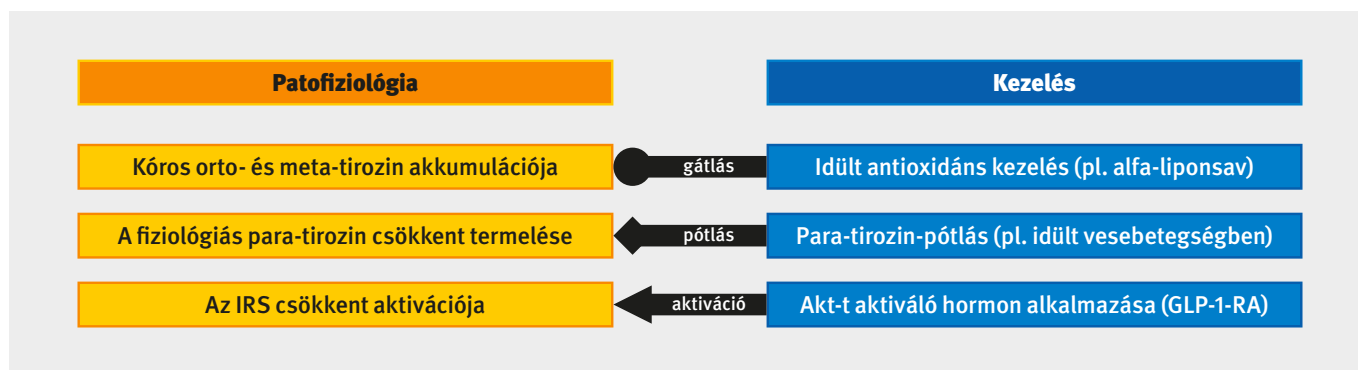 Patofiziológia
Kezelés
Kóros orto- és meta-tirozin akkumulációja
gátlás
Idült antioxidáns kezelés (pl. alfa-liponsav)
A fiziológiás para-tirozin csökkent termelése
pótlás
Para-tirozin-pótlás (pl. idült vesebetegségben)
Az IRS csökkent aktivációja
aktiváció
Akt-t aktiváló hormon alkalmazása (GLP-1-RA)